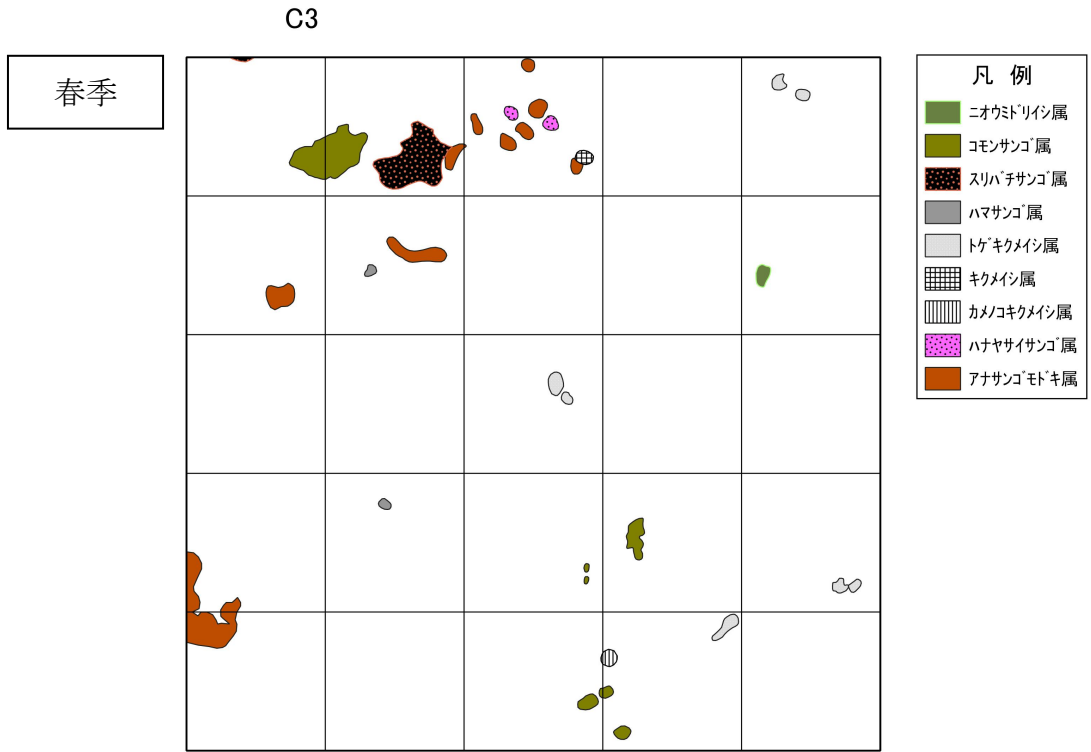 C3
春季
凡 例
ニオウミドリイシ属
コモンサンゴ属
スリバチサンゴ属
ハマサンゴ属
トゲキクメイシ属
キクメイシ属
カメノコキクメイシ属
ハナヤサイサンゴ属
アナサンゴモドキ属